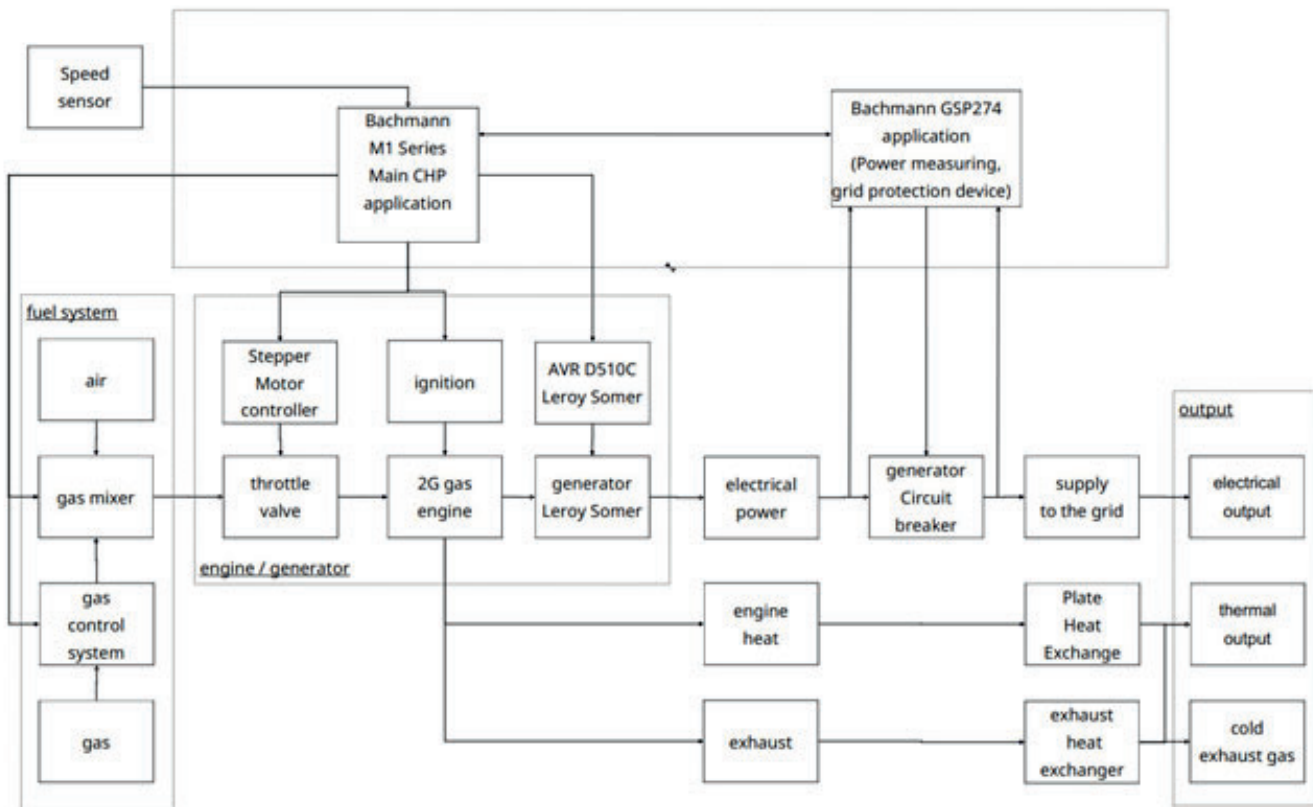 Speed
sensor
Bachmann
M1 Series
Main CHP
application
Bachmann GSP274
application
(Power measuring,
grid protection device)
fuel system
air
gas mixer
gas
control
system
gas
Stepper
Motor
controller
throttle
valve
ignition
2G gas
engine
AVR D510C
Leroy Somer
generator
Leroy Somer
engine / generator
electrical
power
generator
Circuit
breaker
supply
to the grid
engine
heat
Plate
Heat
Exchange
exhaust
exhaust
heat
exchanger
output
electrical
output
thermal
output
cold
exhaust gas